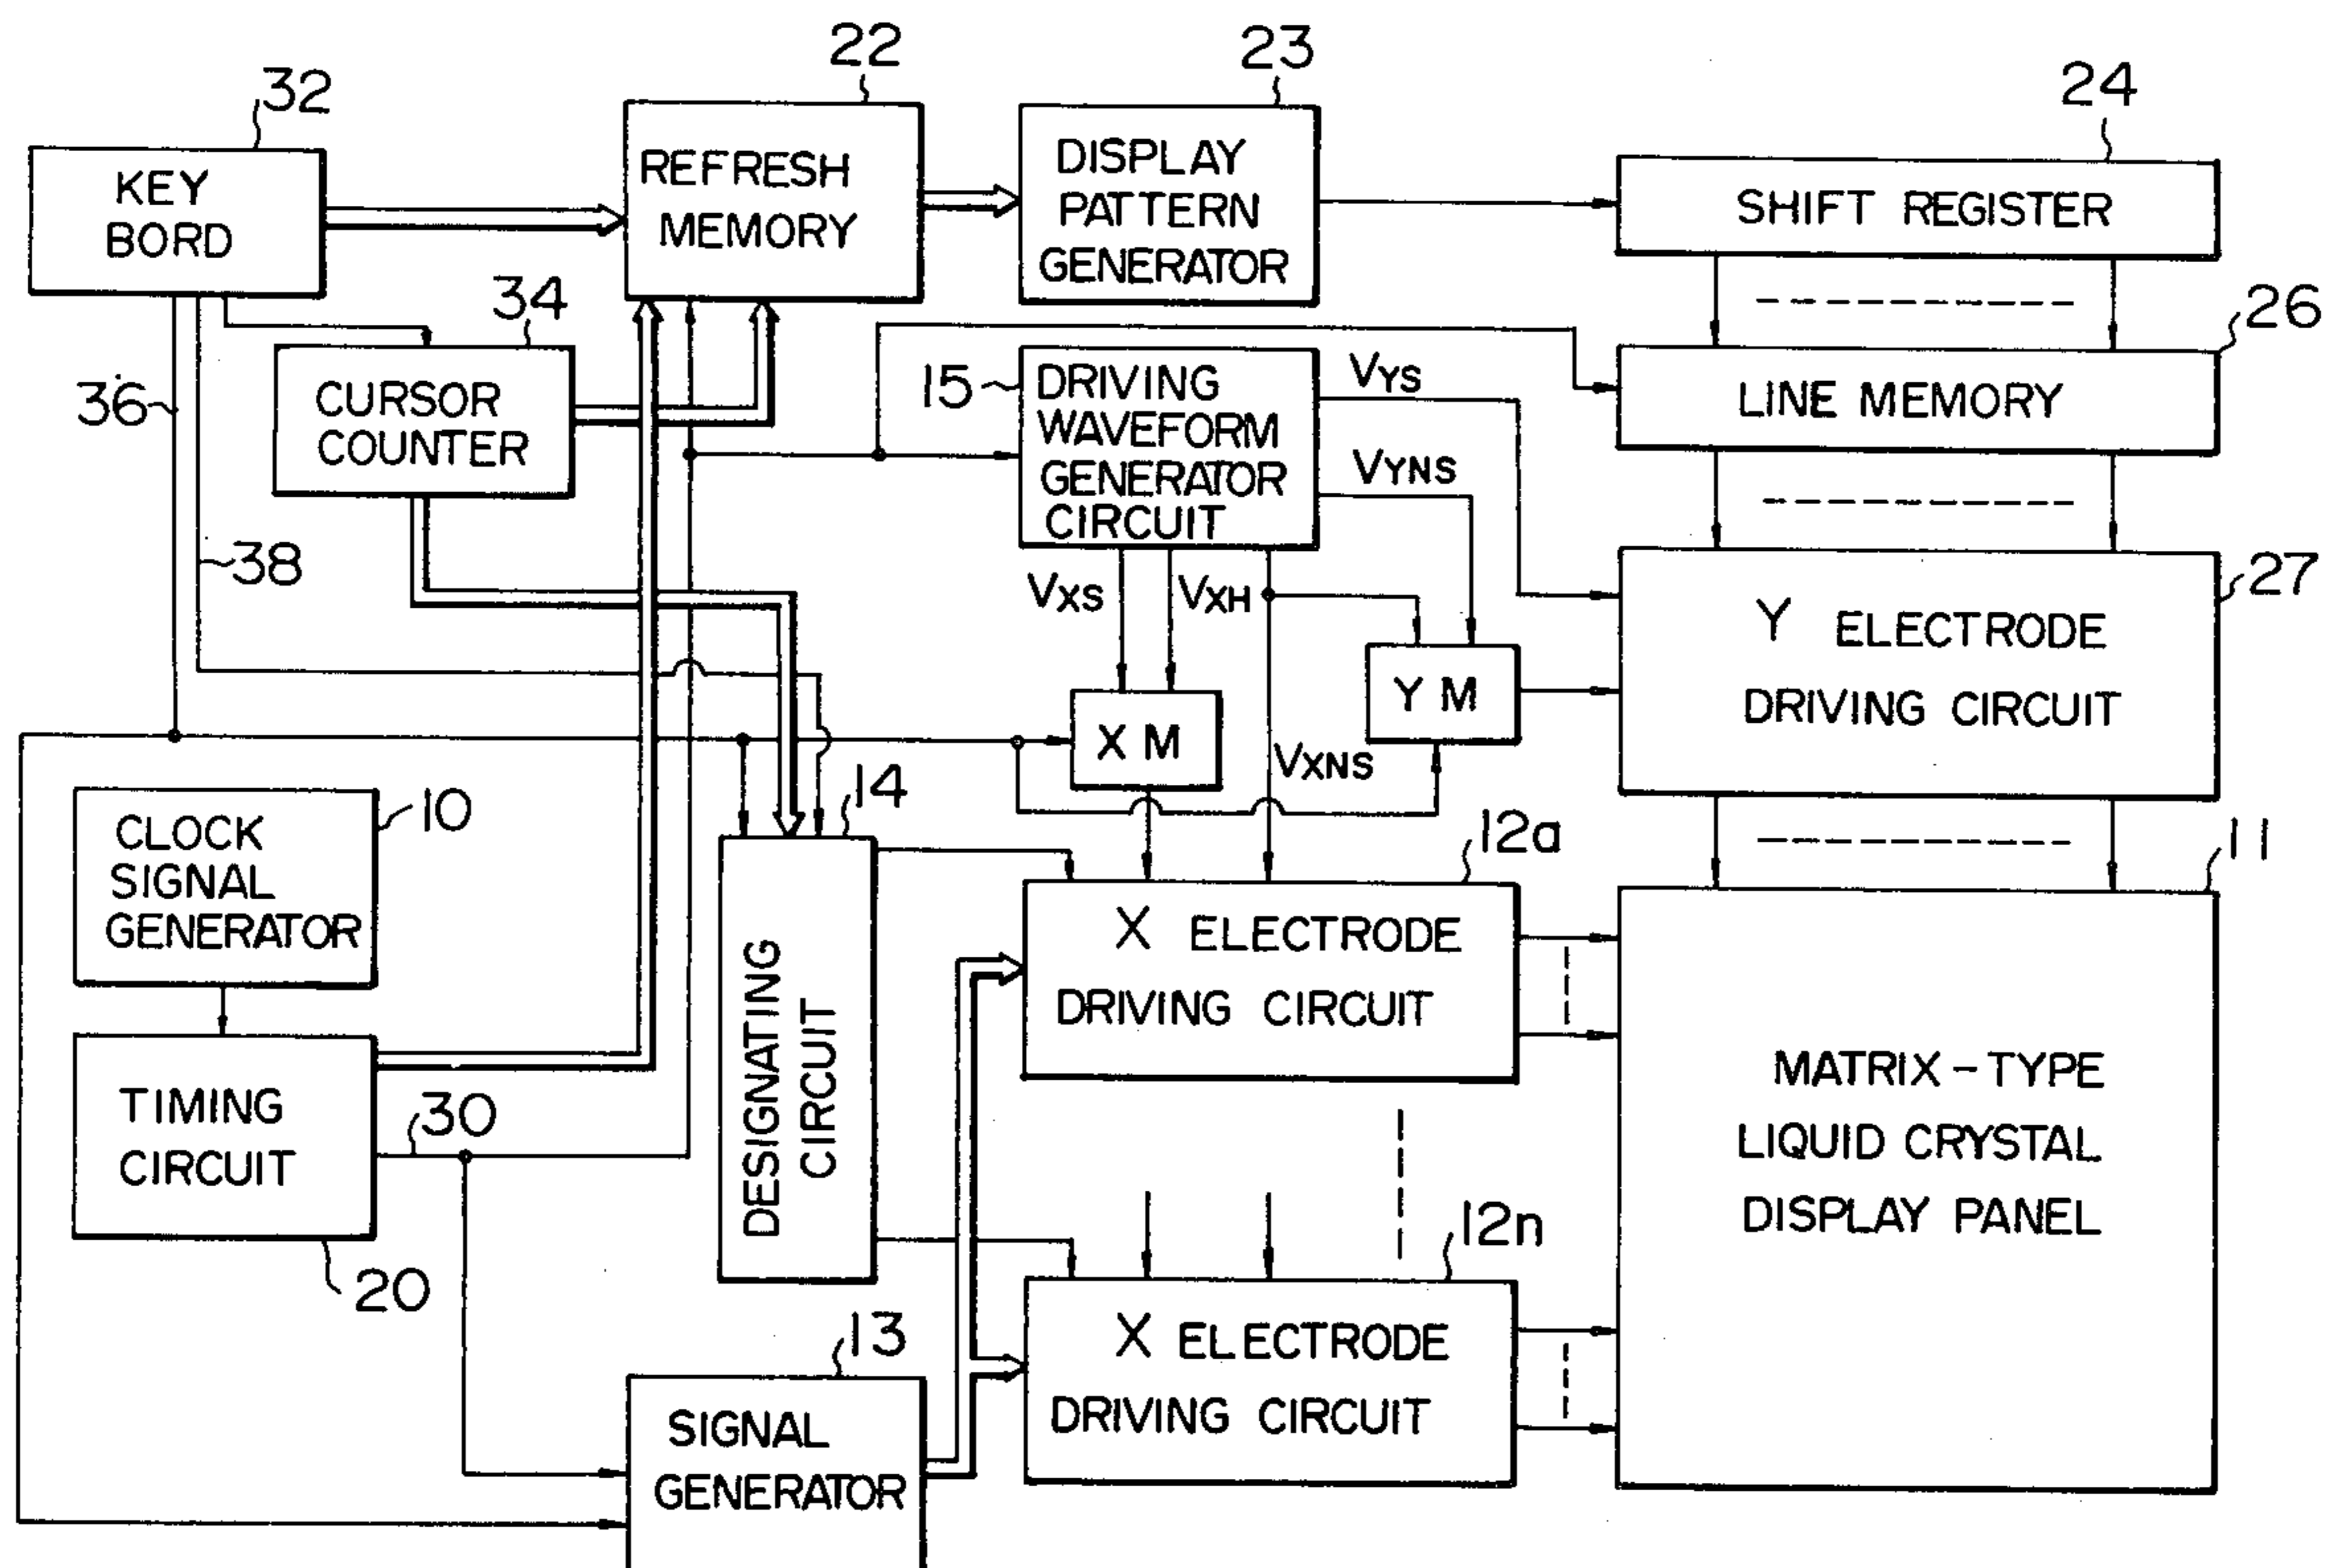 22
23
24
32
KEY
BORD
REFRESH
MEMORY
DISPLAY
PATTERN
GENERATOR
SHIFT REGISTER
34
26
36
CURSOR
COUNTER
15
DRIVING
WAVEFORM
GENERATOR
CIRCUIT
VYS
VYNS
LINE MEMORY
38
VXS
VXH
27
Y ELECTRODE
DRIVING CIRCUIT
Y M
X M
VXNS
10
14
12a
11
CLOCK
SIGNAL
GENERATOR
X ELECTRODE
DRIVING CIRCUIT
DESIGNATING
CIRCUIT
TIMING
CIRCUIT
30
MATRIX-TYPE
LIQUID CRYSTAL
DISPLAY PANEL
20
12n
13
X ELECTRODE
DRIVING CIRCUIT
SIGNAL
GENERATOR